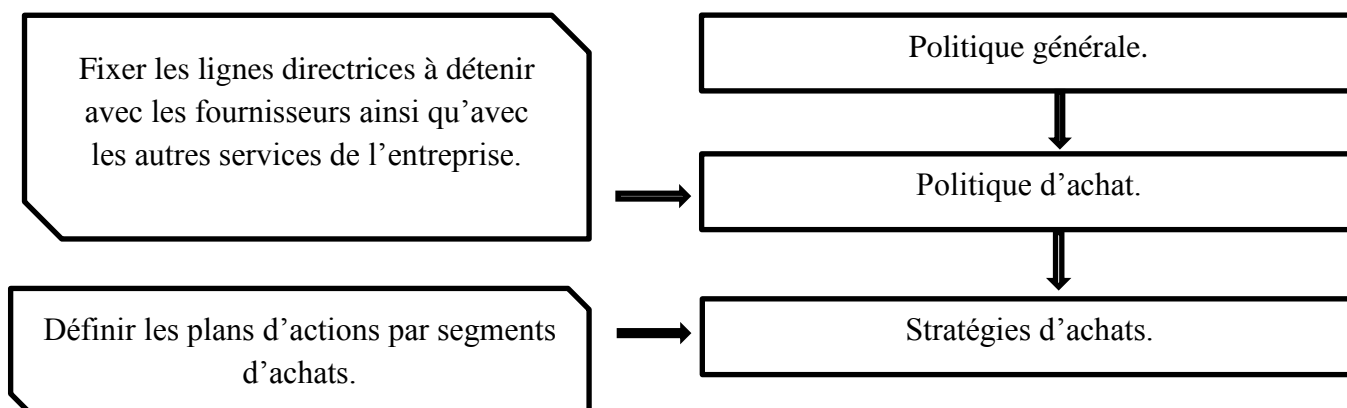 Fixer les lignes directrices à détenir
avec les fournisseurs ainsi qu’avec
les autres services de l’entreprise.
Politique générale.
Politique d’achat.
Définir les plans d’actions par segments
d’achats.
Stratégies d’achats.